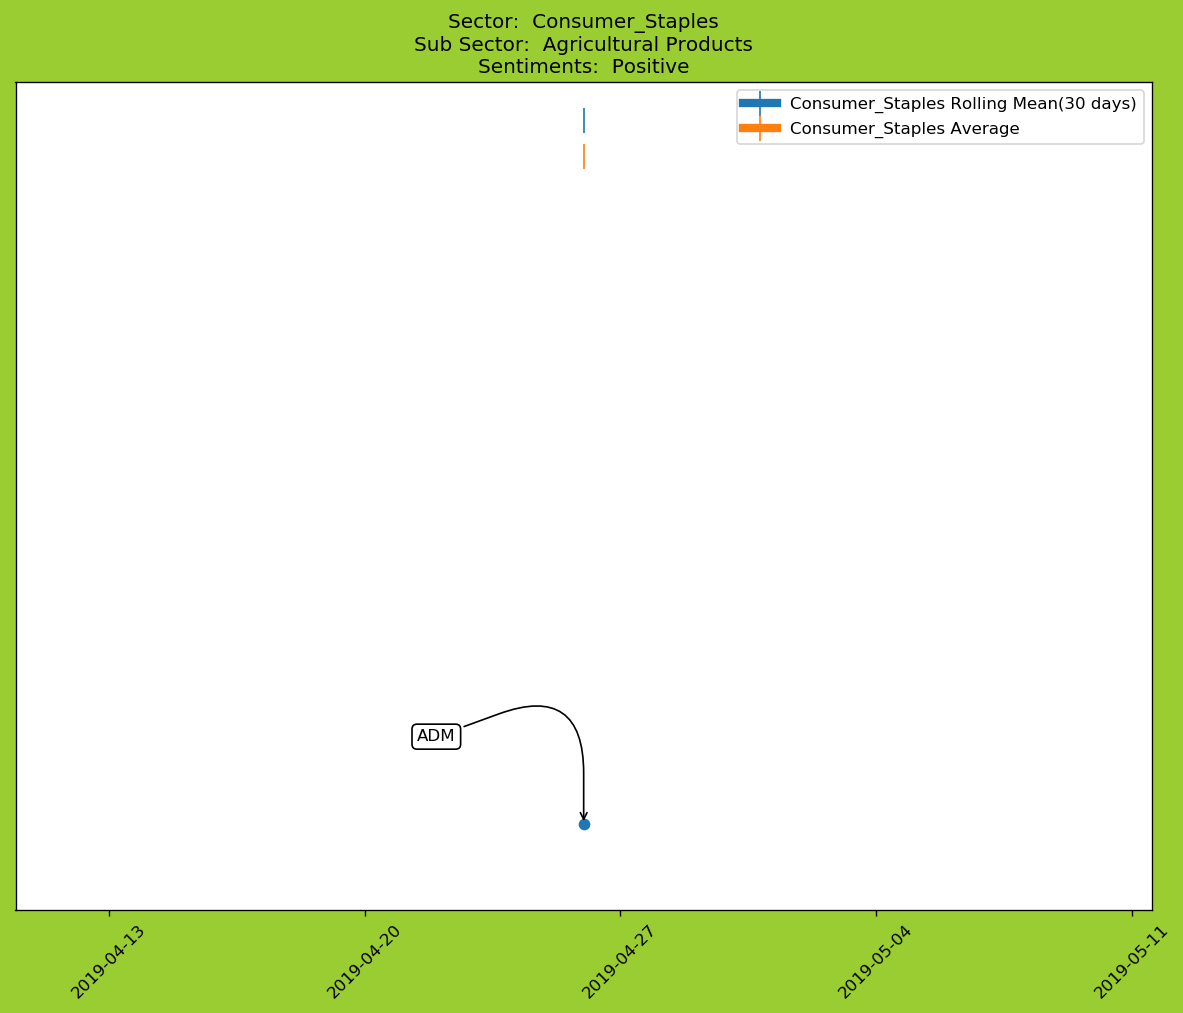 Sector:  Consumer_Staples
Sub Sector:  Agricultural Products
Sentiments:  Positive
Consumer_Staples Rolling Mean(30 days)
Consumer_Staples Average
ADM
2019-04-13
2019-04-20
2019-04-27
2019-05-04
2019-05-11